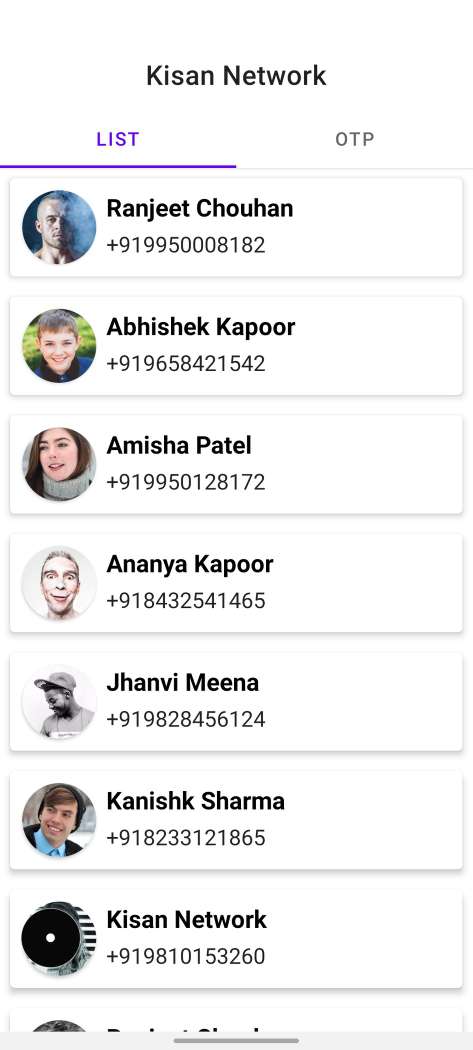 Kisan Network
LIST
OTP
Ranjeet Chouhan
+919950008182
Abhishek Kapoor
+919658421542
Amisha Patel
+919950128172
Ananya Kapoor
+918432541465
Jhanvi Meena
+919828456124
Kanishk Sharma
+918233121865
Kisan Network
+919810153260